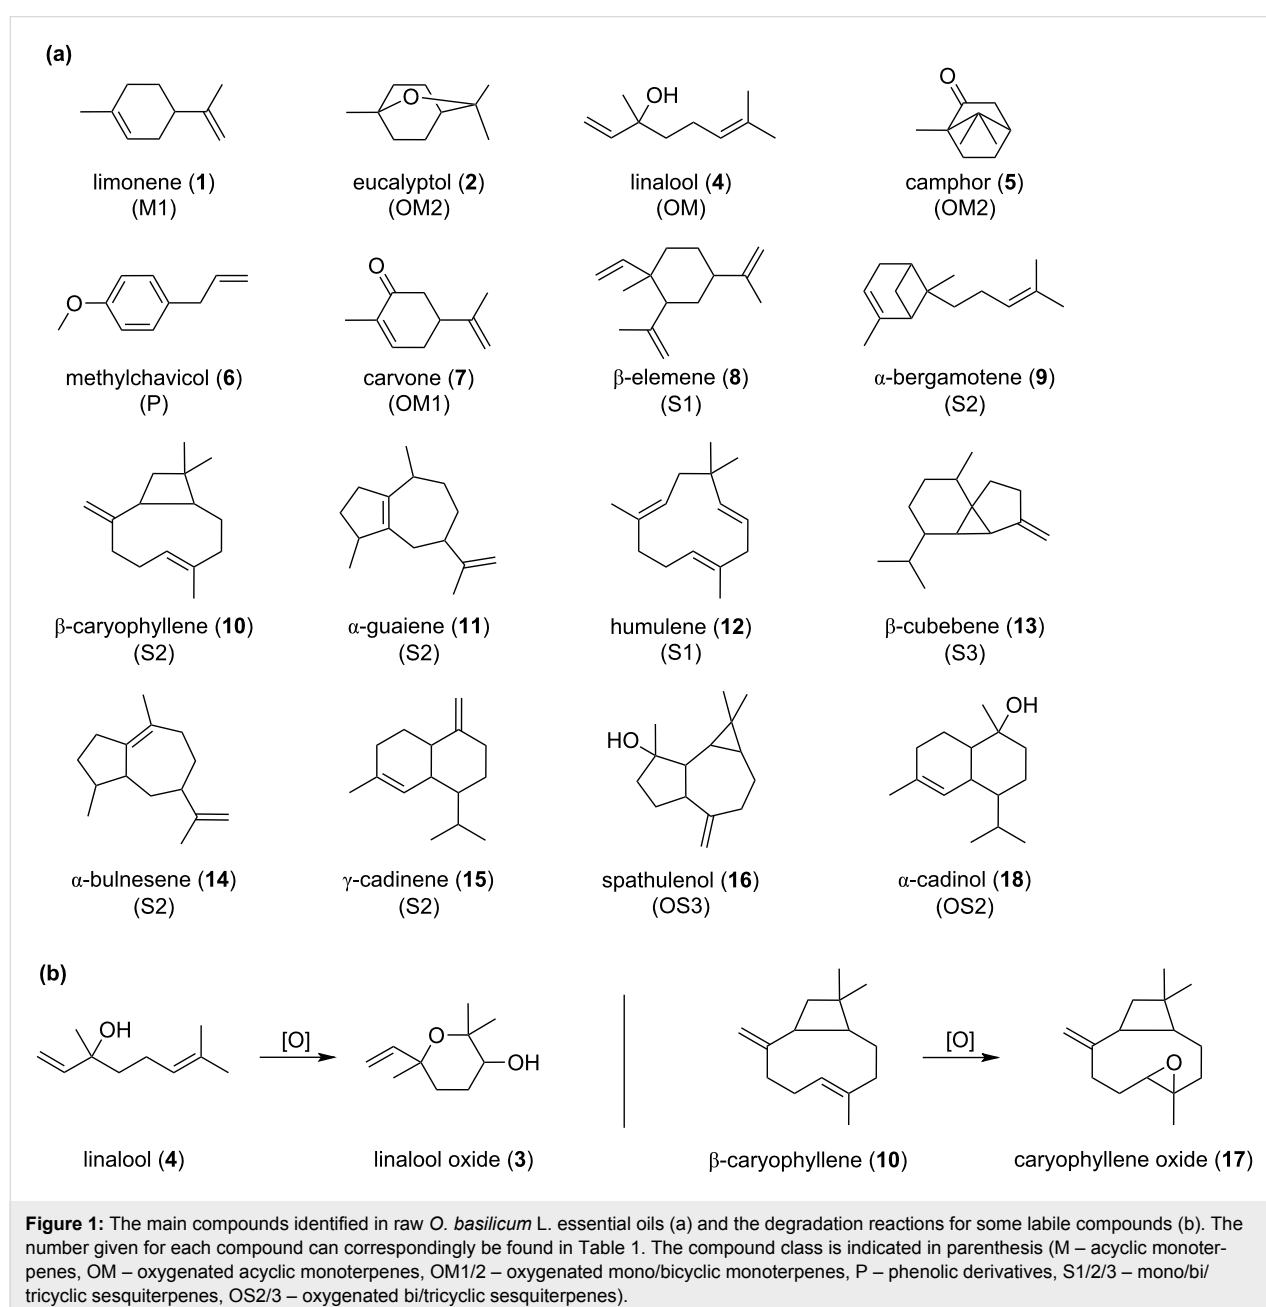 (a)
O
OH
O
limonene (1)
(M1)
eucalyptol (2)
(OM2)
linalool (4)
(OM)
camphor (5)
(OM2)
O
O
methylchavicol (6)
(P)
carvone (7)
(OM1)
β-elemene (8)
(S1)
α-bergamotene (9)
(S2)
β-caryophyllene (10)
(S2)
α-guaiene (11)
(S2)
humulene (12)
(S1)
β-cubebene (13)
(S3)
HO
OH
α-bulnesene (14)
(S2)
γ-cadinene (15)
(S2)
spathulenol (16)
(OS3)
α-cadinol (18)
(OS2)
(b)
OH
[O]
O
OH
[O]
O
linalool (4)
linalool oxide (3)
β-caryophyllene (10)
caryophyllene oxide (17)
Figure 1: The main compounds identified in raw O. basilicum L. essential oils (a) and the degradation reactions for some labile compounds (b). The
number given for each compound can correspondingly be found in Table 1. The compound class is indicated in parenthesis (M – acyclic monoter-
penes, OM – oxygenated acyclic monoterpenes, OM1/2 – oxygenated mono/bicyclic monoterpenes, P – phenolic derivatives, S1/2/3 – mono/bi/
tricyclic sesquiterpenes, OS2/3 – oxygenated bi/tricyclic sesquiterpenes).